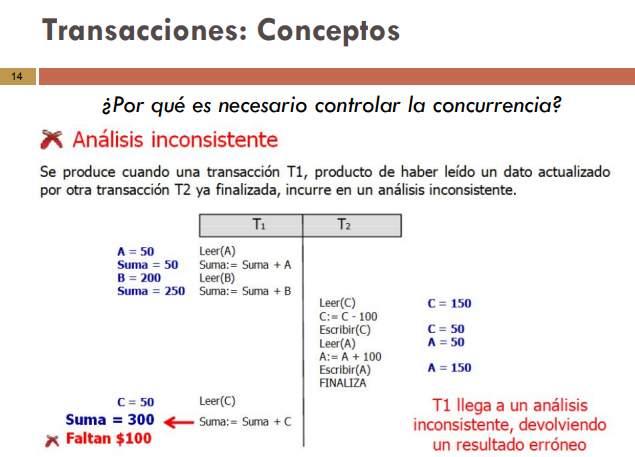 Transacciones: Conceptos
14
¿Por qué es necesario controlar la concurrencia?
Análisis inconsistente
Se produce cuando una transacción T1, producto de haber leído un dato actualizado
por otra transacción T2 ya finalizada, incurre en un análisis inconsistente.
T1 T2
A = 50 Leer(A)
Suma = 50 Suma:= Suma + A
B = 200 Leer(B)
Suma = 250 Suma:= Suma + B
Leer(C) C = 150
C:= C - 100
Escribir(C) C = 50
Leer(A) A = 50
A:= A + 100
Escribir(A) A = 150
FINALIZA
C = 50 Leer(C)
Suma = 300 Suma:= Suma + C
Faltan $100
T1 llega a un análisis
inconsistente, devolviendo
un resultado erróneo